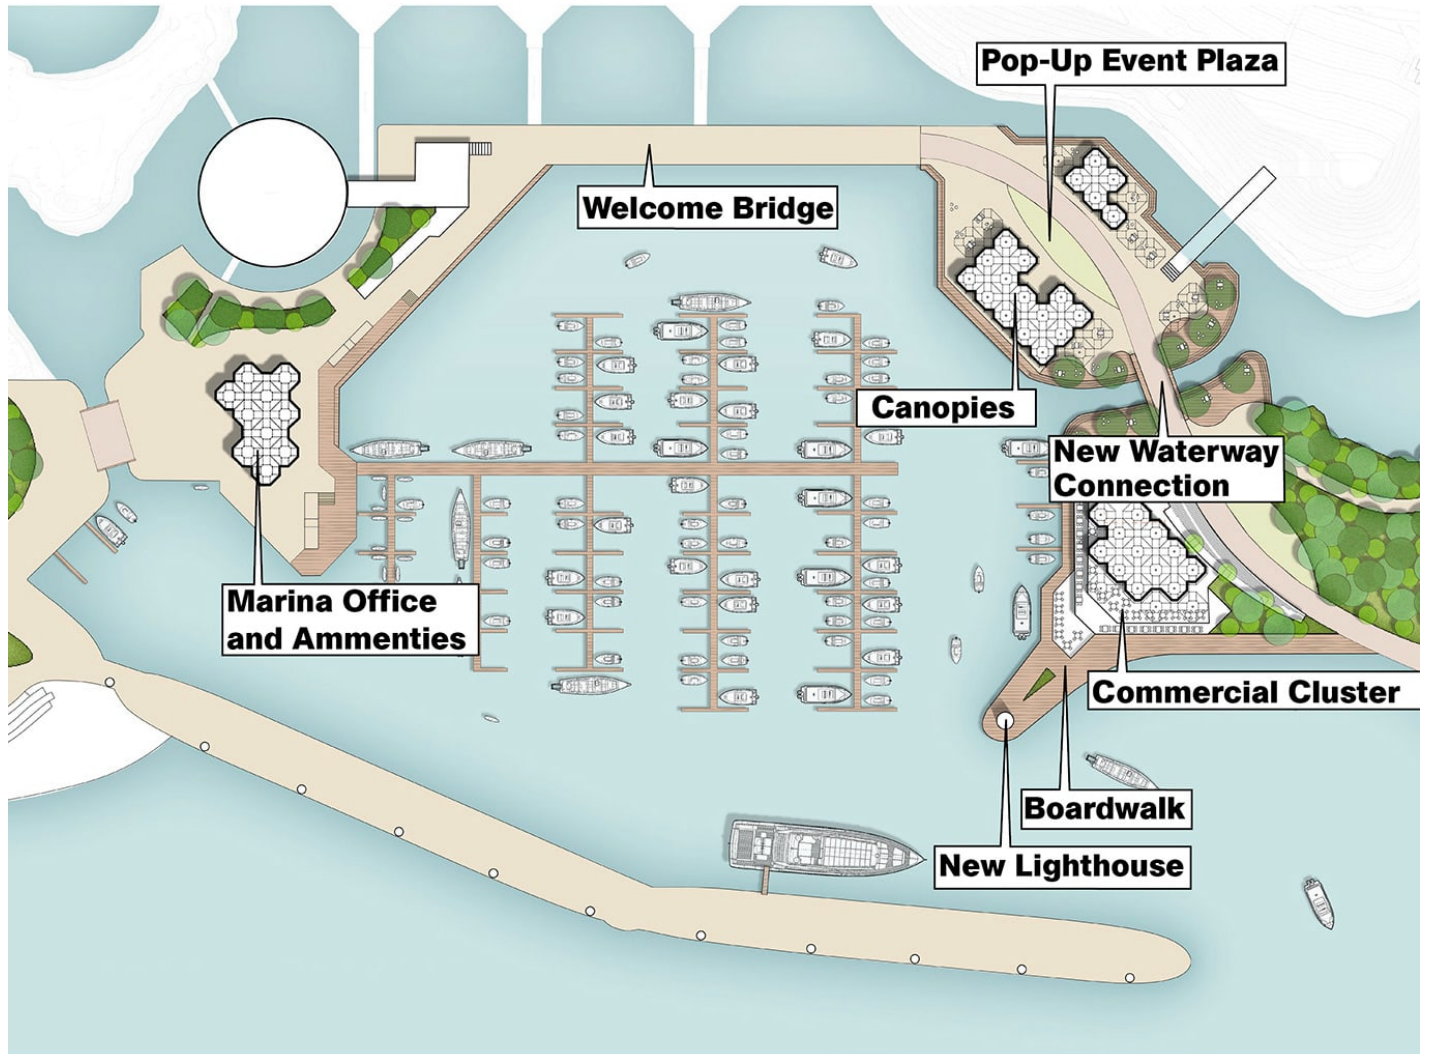 Pop-Up Event Plaza
Welcome Bridge
Canopies
New Waterway
Connection
Marina Office
and Ammenties
Commercial Cluster
Boardwalk
New Lighthouse